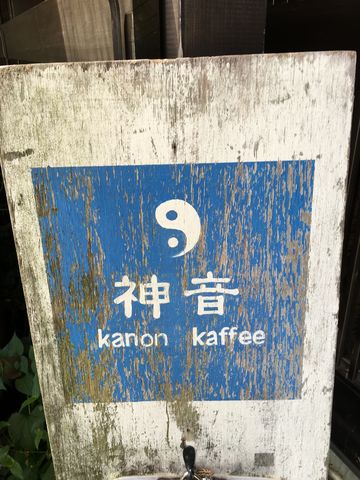 神音
kanon kaffee